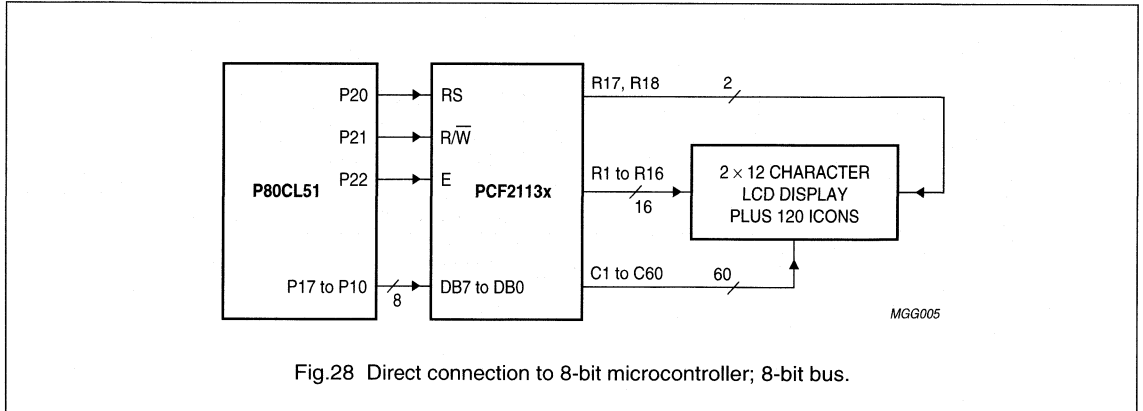 P80CL51
P20
P21
P22
P17 to P10
8
PCF2113x
RS
R/W̅
E
DB7 to DB0
R17, R18
2
R1 to R16
16
C1 to C60
60
2 × 12 CHARACTER
LCD DISPLAY
PLUS 120 ICONS
MGG005
Fig.28 Direct connection to 8-bit microcontroller; 8-bit bus.